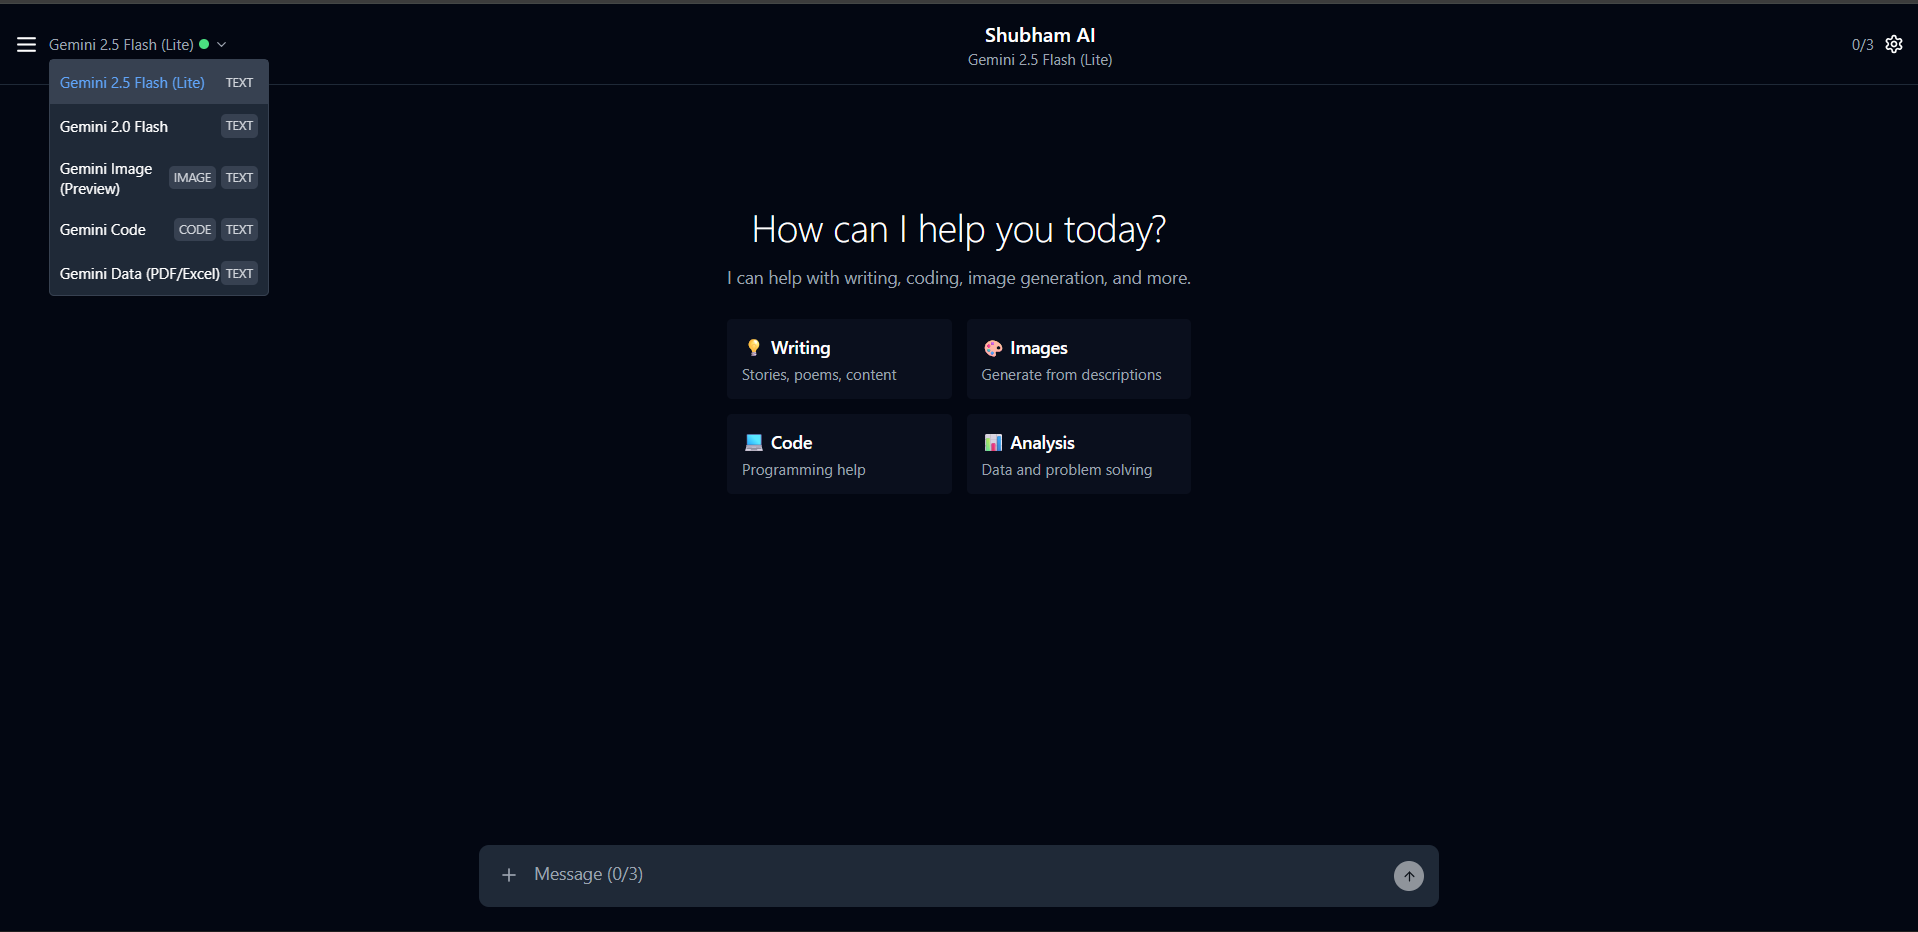 Gemini 2.5 Flash (Lite)
Shubham AI
Gemini 2.5 Flash (Lite)
0/3
Gemini 2.5 Flash (Lite) TEXT
Gemini 2.0 Flash TEXT
Gemini Image
(Preview) IMAGE TEXT
Gemini Code CODE TEXT
Gemini Data (PDF/Excel) TEXT
How can I help you today?
I can help with writing, coding, image generation, and more.
Writing
Stories, poems, content
Images
Generate from descriptions
Code
Programming help
Analysis
Data and problem solving
Message (0/3)